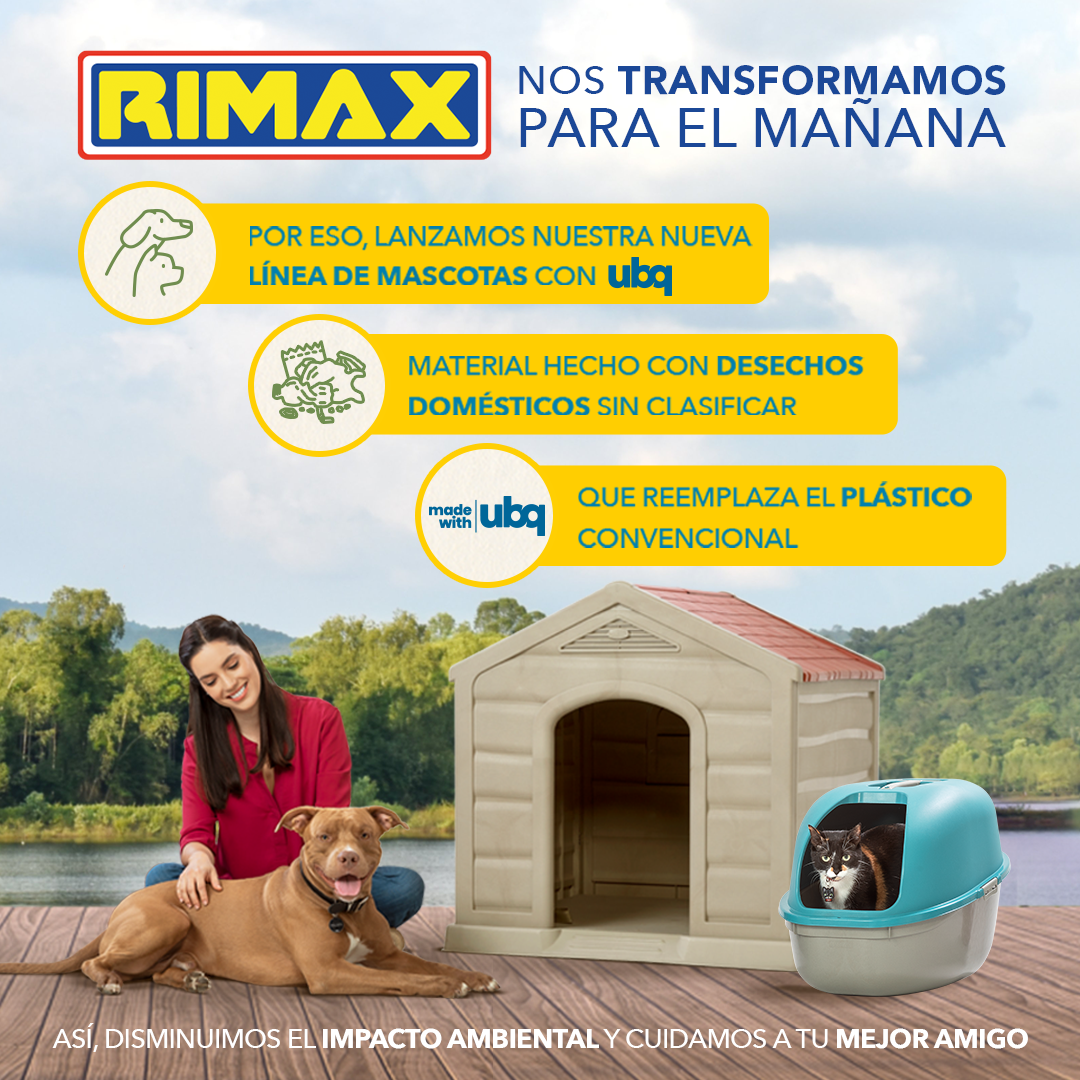 RIMAX
NOS TRANSFORMAMOS
PARA EL MAÑANA
POR ESO, LANZAMOS NUESTRA NUEVA
LÍNEA DE MASCOTAS CON ubq
MATERIAL HECHO CON DESECHOS
DOMÉSTICOS SIN CLASIFICAR
made
with ubq
QUE REEMPLAZA EL PLÁSTICO
CONVENCIONAL
ASÍ, DISMINUIMOS EL IMPACTO AMBIENTAL Y CUIDAMOS A TU MEJOR AMIGO